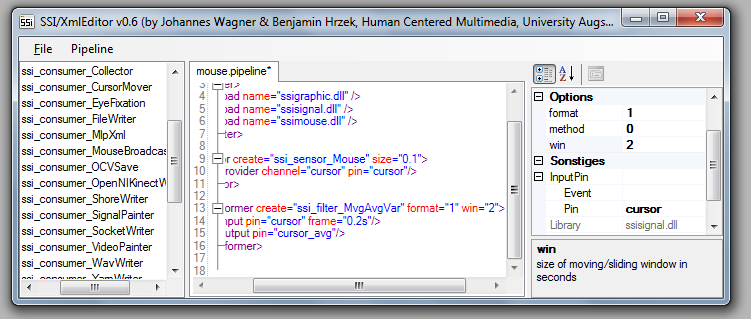 SSI/XmlEditor v0.6 (by Johannes Wagner & Benjamin Hrzek, Human Centered Multimedia, University Augs...
File Pipeline
ssi_consumer_Collector
ssi_consumer_CursorMover
ssi_consumer_EyeFixation
ssi_consumer_FileWriter
ssi_consumer_MlpXml
ssi_consumer_MouseBroadcas
ssi_consumer_OCVSave
ssi_consumer_OpenNIKinectW
ssi_consumer_ShoreWriter
ssi_consumer_SignalPainter
ssi_consumer_SocketWriter
ssi_consumer_VideoPainter
ssi_consumer_WavWriter
mouse.pipeline*
3 ter>
4 oad name="ssigraphic.dll" />
5 oad name="ssisignal.dll" />
6 oad name="ssimouse.dll" />
7 ter>
8
9 or create="ssi_sensor_Mouse" size="0.1">
10 rovider channel="cursor" pin="cursor"/>
11 or>
12
13 former create="ssi_filter_MvgAvgVar" format="1" win="2">
14 nput pin="cursor" frame="0.2s"/>
15 utput pin="cursor_avg"/>
16 former>
17
18
Options
format 1
method 0
win 2
Sonstiges
InputPin
Event
Pin cursor
Library ssisignal.dll
win
size of moving/sliding window in
seconds